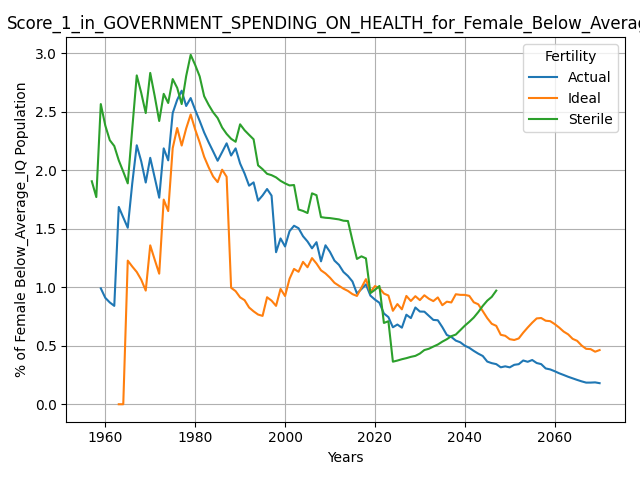 Score_1_in_GOVERNMENT_SPENDING_ON_HEALTH_for_Female_Below_Averag
% of Female Below_Average_IQ Population
3.0
2.5
2.0
1.5
1.0
0.5
0.0
Fertility
Actual
Ideal
Sterile
1960 1980 2000 2020 2040 2060
Years